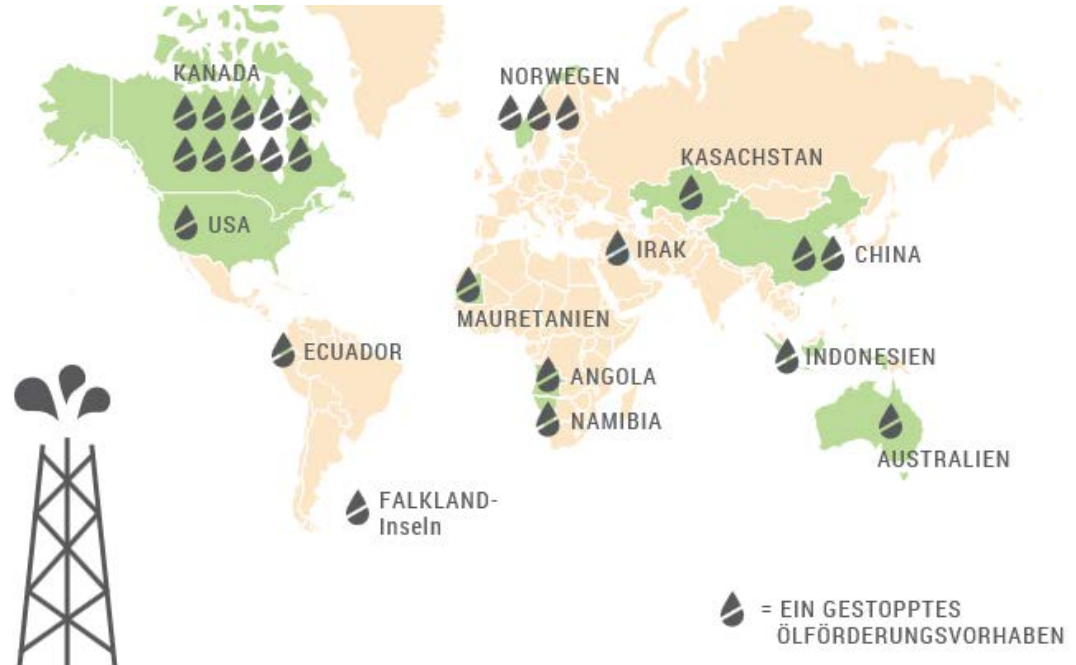 KANADA
NORWEGEN
KASACHSTAN
USA
IRAK
CHINA
MAURETANIEN
ECUADOR
INDONESIEN
ANGOLA
NAMIBIA
AUSTRALIEN
FALKLAND-
Inseln
= EIN GESTOPPTES
ÖLFÖRDERUNGSVORHABEN